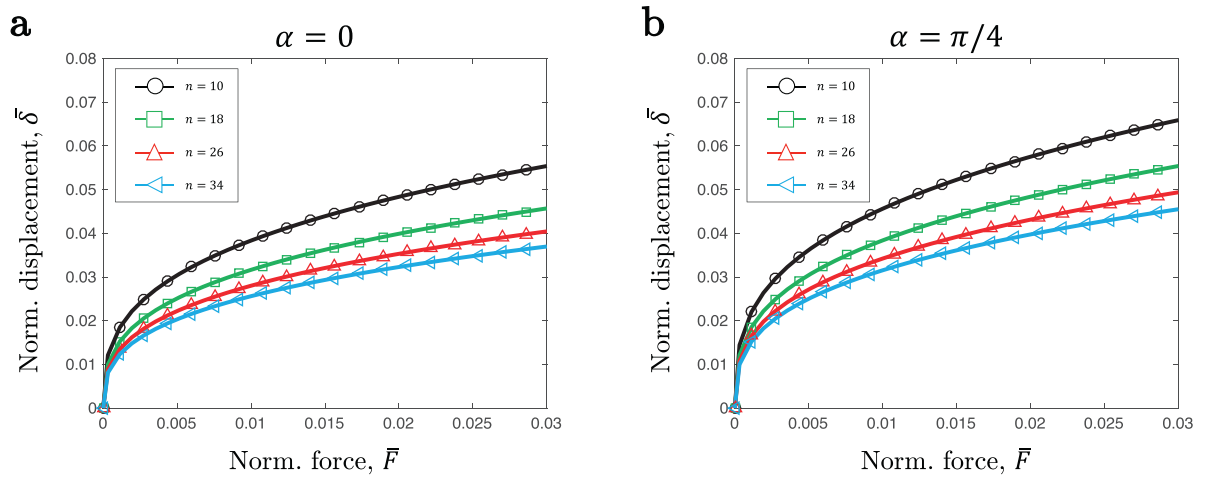 a
α = 0
0.08
0.07
0.06
0.05
0.04
0.03
0.02
0.01
0
n = 10
n = 18
n = 26
n = 34
Norm. displacement, δ̄
0 0.005 0.01 0.015 0.02 0.025 0.03
Norm. force, F̄
b
α = π/4
0.08
0.07
0.06
0.05
0.04
0.03
0.02
0.01
0
n = 10
n = 18
n = 26
n = 34
Norm. displacement, δ̄
0 0.005 0.01 0.015 0.02 0.025 0.03
Norm. force, F̄